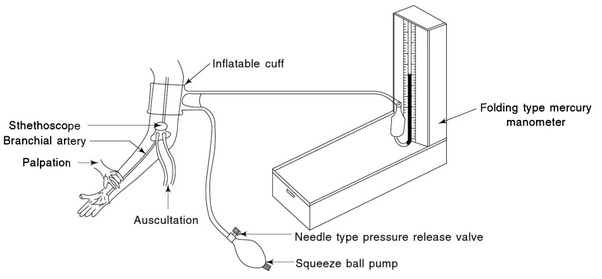 Inflatable cuff
Folding type mercury
manometer
Sthethoscope
Branchial artery
Palpation
Auscultation
Needle type pressure release valve
Squeeze ball pump